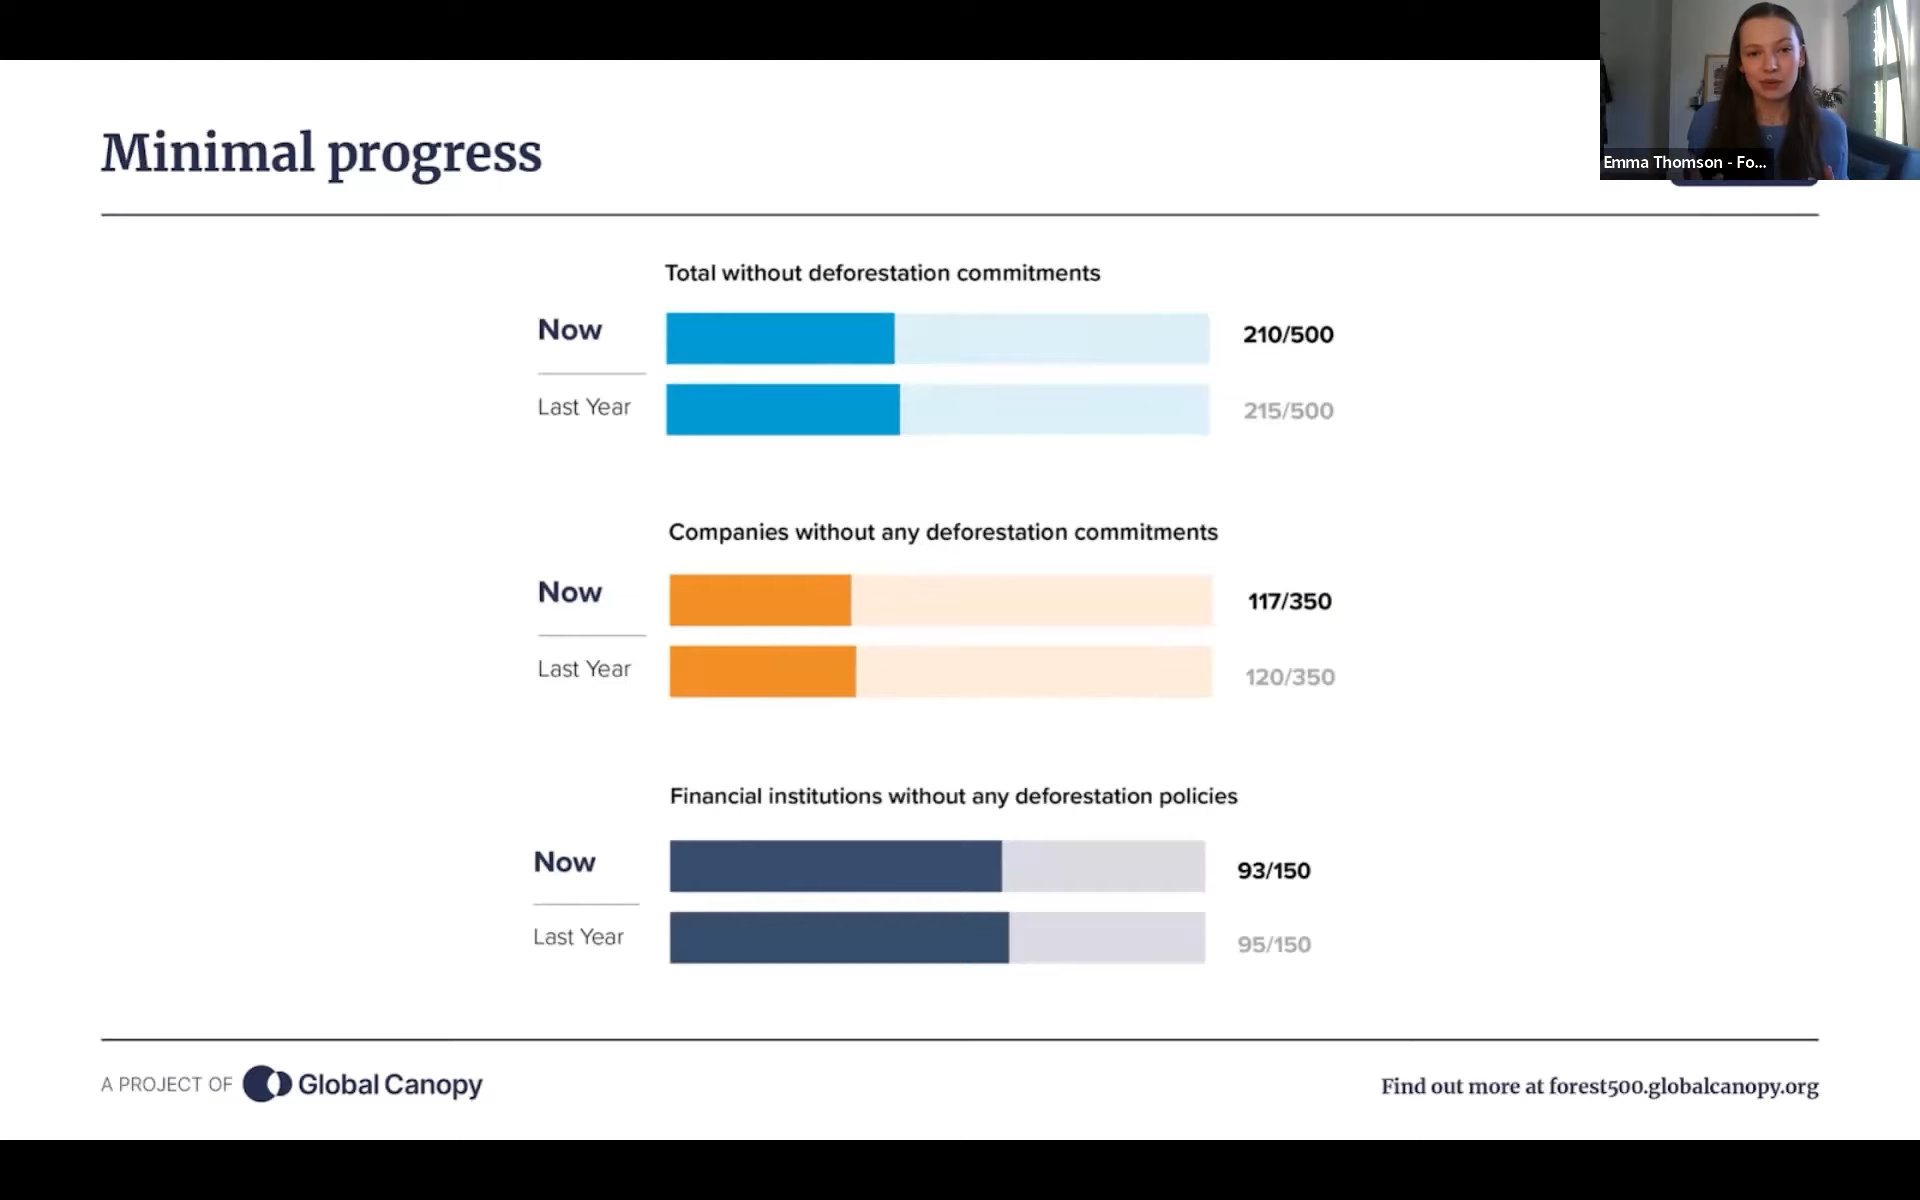 Emma Thomson - Fo...
Minimal progress
Total without deforestation commitments
Now
210/500
Last Year
215/500
Companies without any deforestation commitments
Now
117/350
Last Year
120/350
Financial institutions without any deforestation policies
Now
93/150
Last Year
95/150
A PROJECT OF Global Canopy
Find out more at forest500.globalcanopy.org